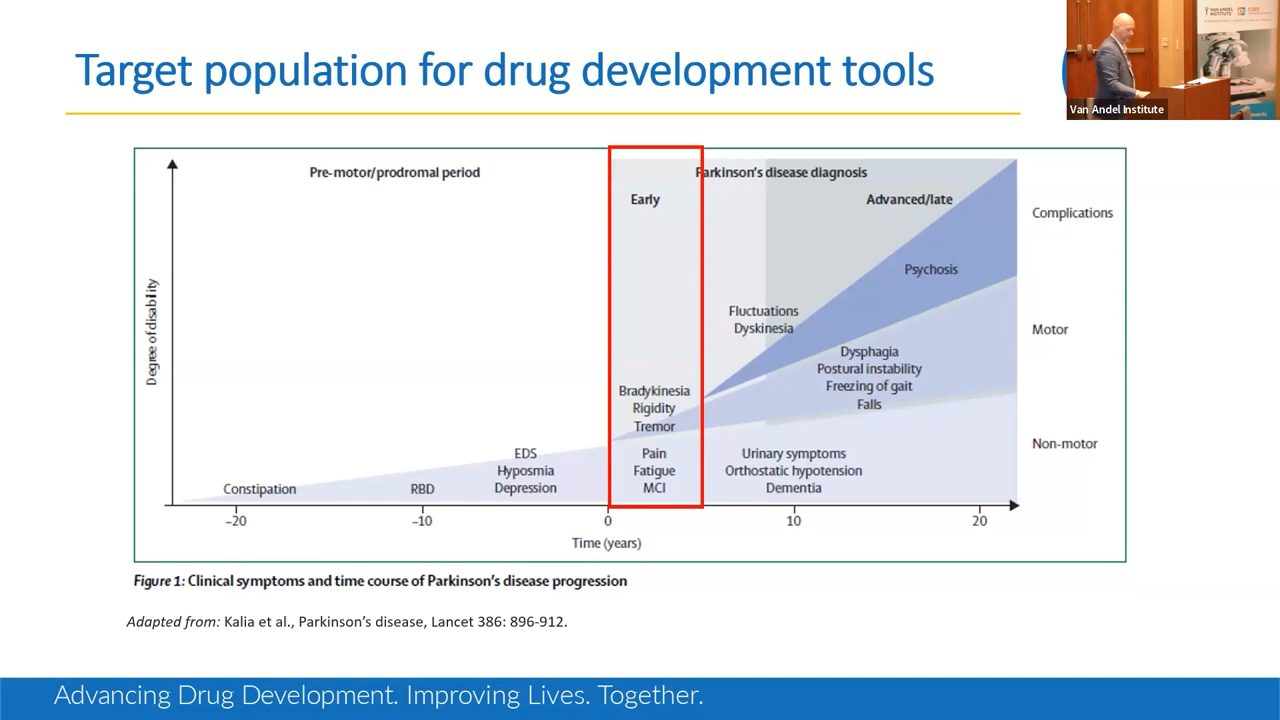 Target population for drug development tools
VAN ANDEL
INSTITUTE
CURE
Van Andel Institute
Pre-motor/prodromal period
Parkinson's disease diagnosis
Early
Advanced/late
Complications
Psychosis
Fluctuations
Dyskinesia
Motor
Degree of disability
Dysphagia
Postural instability
Freezing of gait
Falls
Bradykinesia
Rigidity
Tremor
Non-motor
EDS
Hyposmia
Depression
Pain
Fatigue
MCI
Urinary symptoms
Orthostatic hypotension
Dementia
Constipation
RBD
−20
−10
0
10
20
Time (years)
Figure 1: Clinical symptoms and time course of Parkinson's disease progression
Adapted from: Kalia et al., Parkinson's disease, Lancet 386: 896-912.
Advancing Drug Development. Improving Lives. Together.